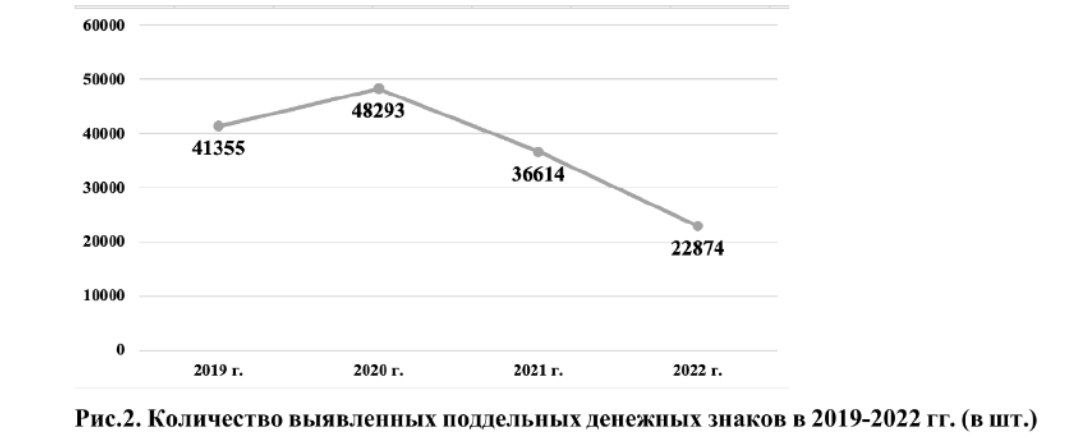 60000
50000
48293
40000
41355
36614
30000
20000
22874
10000
0
2019 г.
2020 г.
2021 г.
2022 г.
Рис.2. Количество выявленных поддельных денежных знаков в 2019-2022 гг. (в шт.)